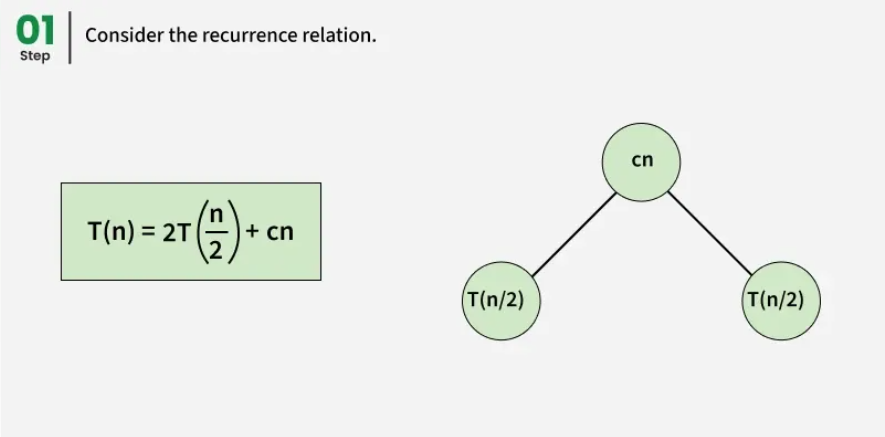 01
Step
Consider the recurrence relation.
T(n) = 2T(n/2) + cn
cn
T(n/2)
T(n/2)